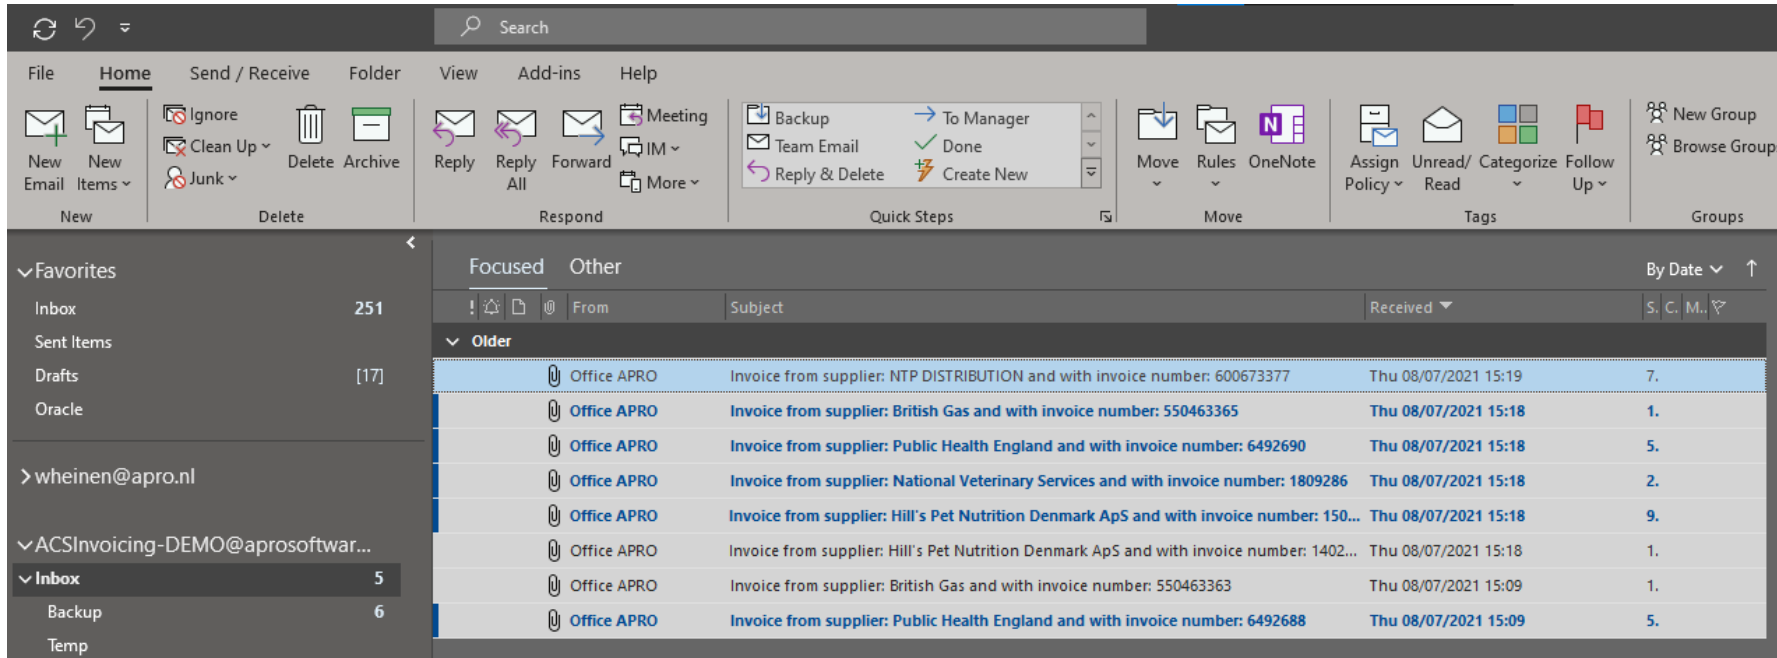 Search
File Home Send / Receive Folder View Add-ins Help
New Email
New Items
Ignore
Clean Up
Junk
Delete
Archive
Reply
Reply All
Forward
Meeting
IM
More
Backup
Team Email
Reply & Delete
To Manager
Done
Create New
Move
Rules
OneNote
Assign Policy
Unread/ Read
Categorize
Follow Up
New Group
Browse Group
New Delete Respond Quick Steps Move Tags Groups
Favorites
Inbox 251
Sent Items
Drafts [17]
Oracle
wheinen@apro.nl
ACSInvoicing-DEMO@aprosoftwar...
Inbox 5
Backup 6
Temp
Focused Other By Date
! From Subject Received S. C. M..
Older
Office APRO Invoice from supplier: NTP DISTRIBUTION and with invoice number: 600673377 Thu 08/07/2021 15:19 7.
Office APRO Invoice from supplier: British Gas and with invoice number: 550463365 Thu 08/07/2021 15:18 1.
Office APRO Invoice from supplier: Public Health England and with invoice number: 6492690 Thu 08/07/2021 15:18 5.
Office APRO Invoice from supplier: National Veterinary Services and with invoice number: 1809286 Thu 08/07/2021 15:18 2.
Office APRO Invoice from supplier: Hill's Pet Nutrition Denmark ApS and with invoice number: 150... Thu 08/07/2021 15:18 9.
Office APRO Invoice from supplier: Hill's Pet Nutrition Denmark ApS and with invoice number: 1402... Thu 08/07/2021 15:18 1.
Office APRO Invoice from supplier: British Gas and with invoice number: 550463363 Thu 08/07/2021 15:09 1.
Office APRO Invoice from supplier: Public Health England and with invoice number: 6492688 Thu 08/07/2021 15:09 5.